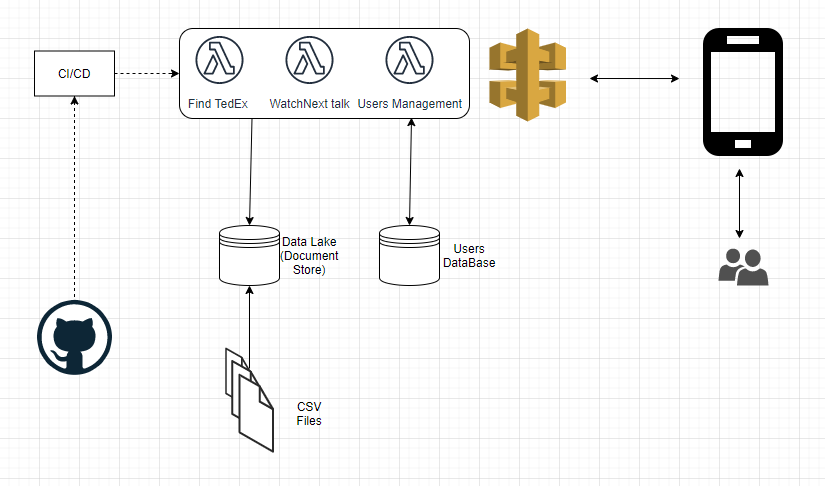 CI/CD
Find TedEx
WatchNext talk
Users Management
Data Lake
(Document
Store)
Users
DataBase
CSV
Files